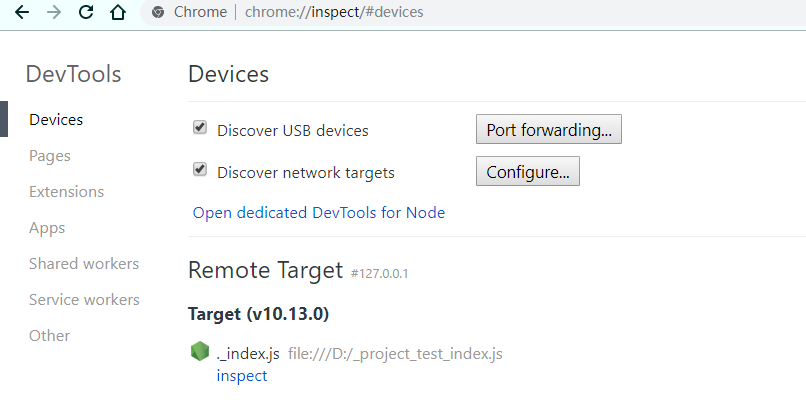 Chrome | chrome://inspect/#devices
DevTools
Devices
Pages
Extensions
Apps
Shared workers
Service workers
Other
Devices
Discover USB devices
Port forwarding...
Discover network targets
Configure...
Open dedicated DevTools for Node
Remote Target #127.0.0.1
Target (v10.13.0)
._index.js file:///D:/_project_test_index.js
inspect